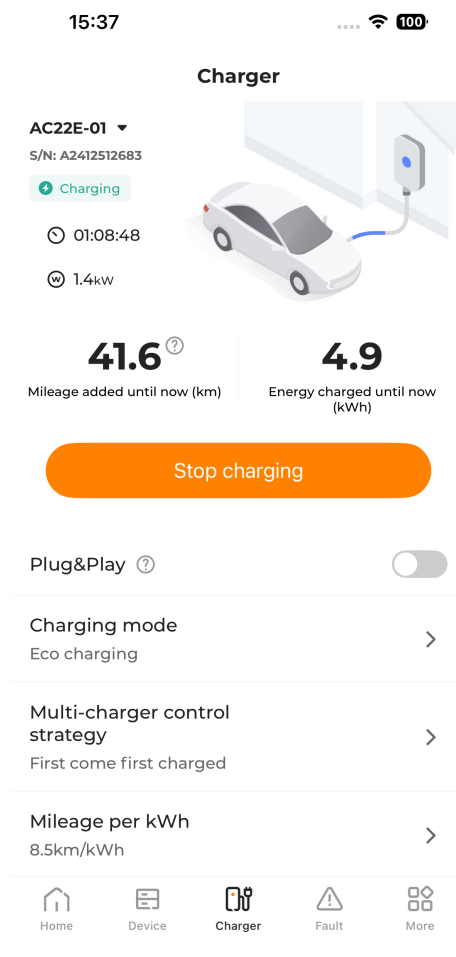 15:37
100
Charger
AC22E-01
S/N: A2412512683
Charging
01:08:48
W
1.4kW
41.6
?
4.9
Mileage added until now (km)
Energy charged until now
(kWh)
Stop charging
Plug&Play ?
Charging mode
Eco charging
Multi-charger control
strategy
First come first charged
Mileage per kWh
8.5km/kWh
Home
Device
Charger
Fault
More